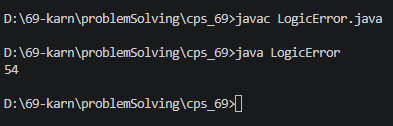 D:\69-karn\problemSolving\cps_69>javac LogicError.java
D:\69-karn\problemSolving\cps_69>java LogicError
54
D:\69-karn\problemSolving\cps_69>